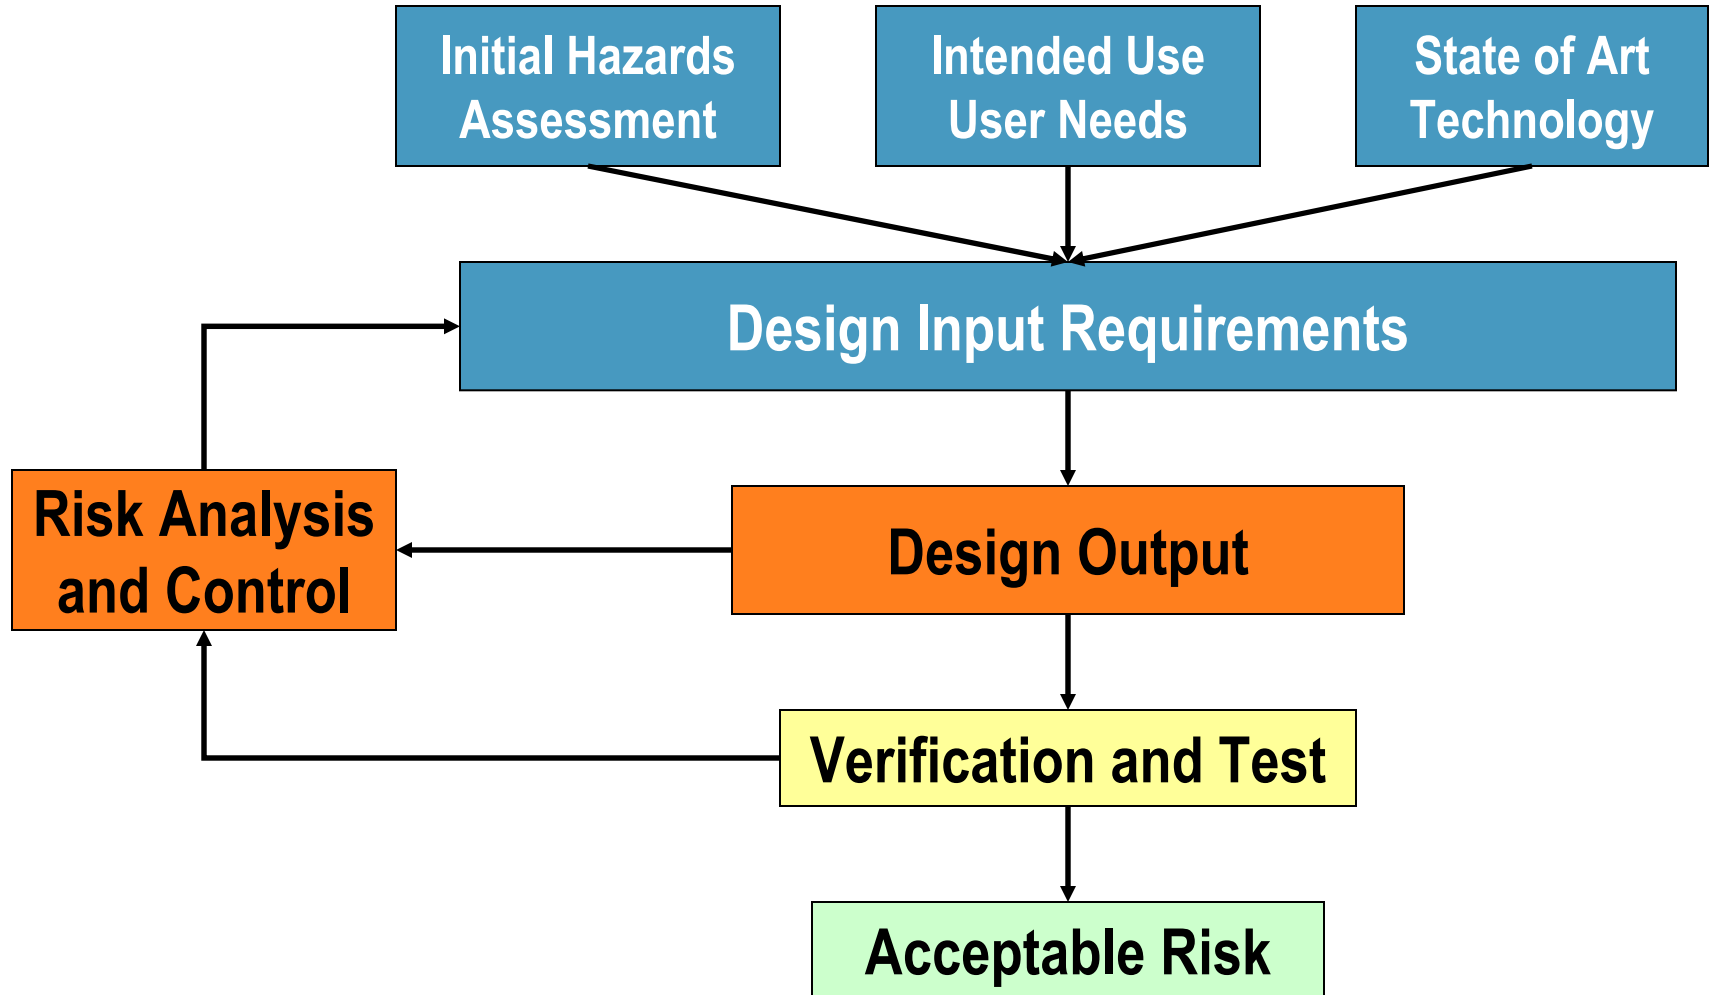 Initial Hazards
Assessment
Intended Use
User Needs
State of Art
Technology
Design Input Requirements
Risk Analysis
and Control
Design Output
Verification and Test
Acceptable Risk